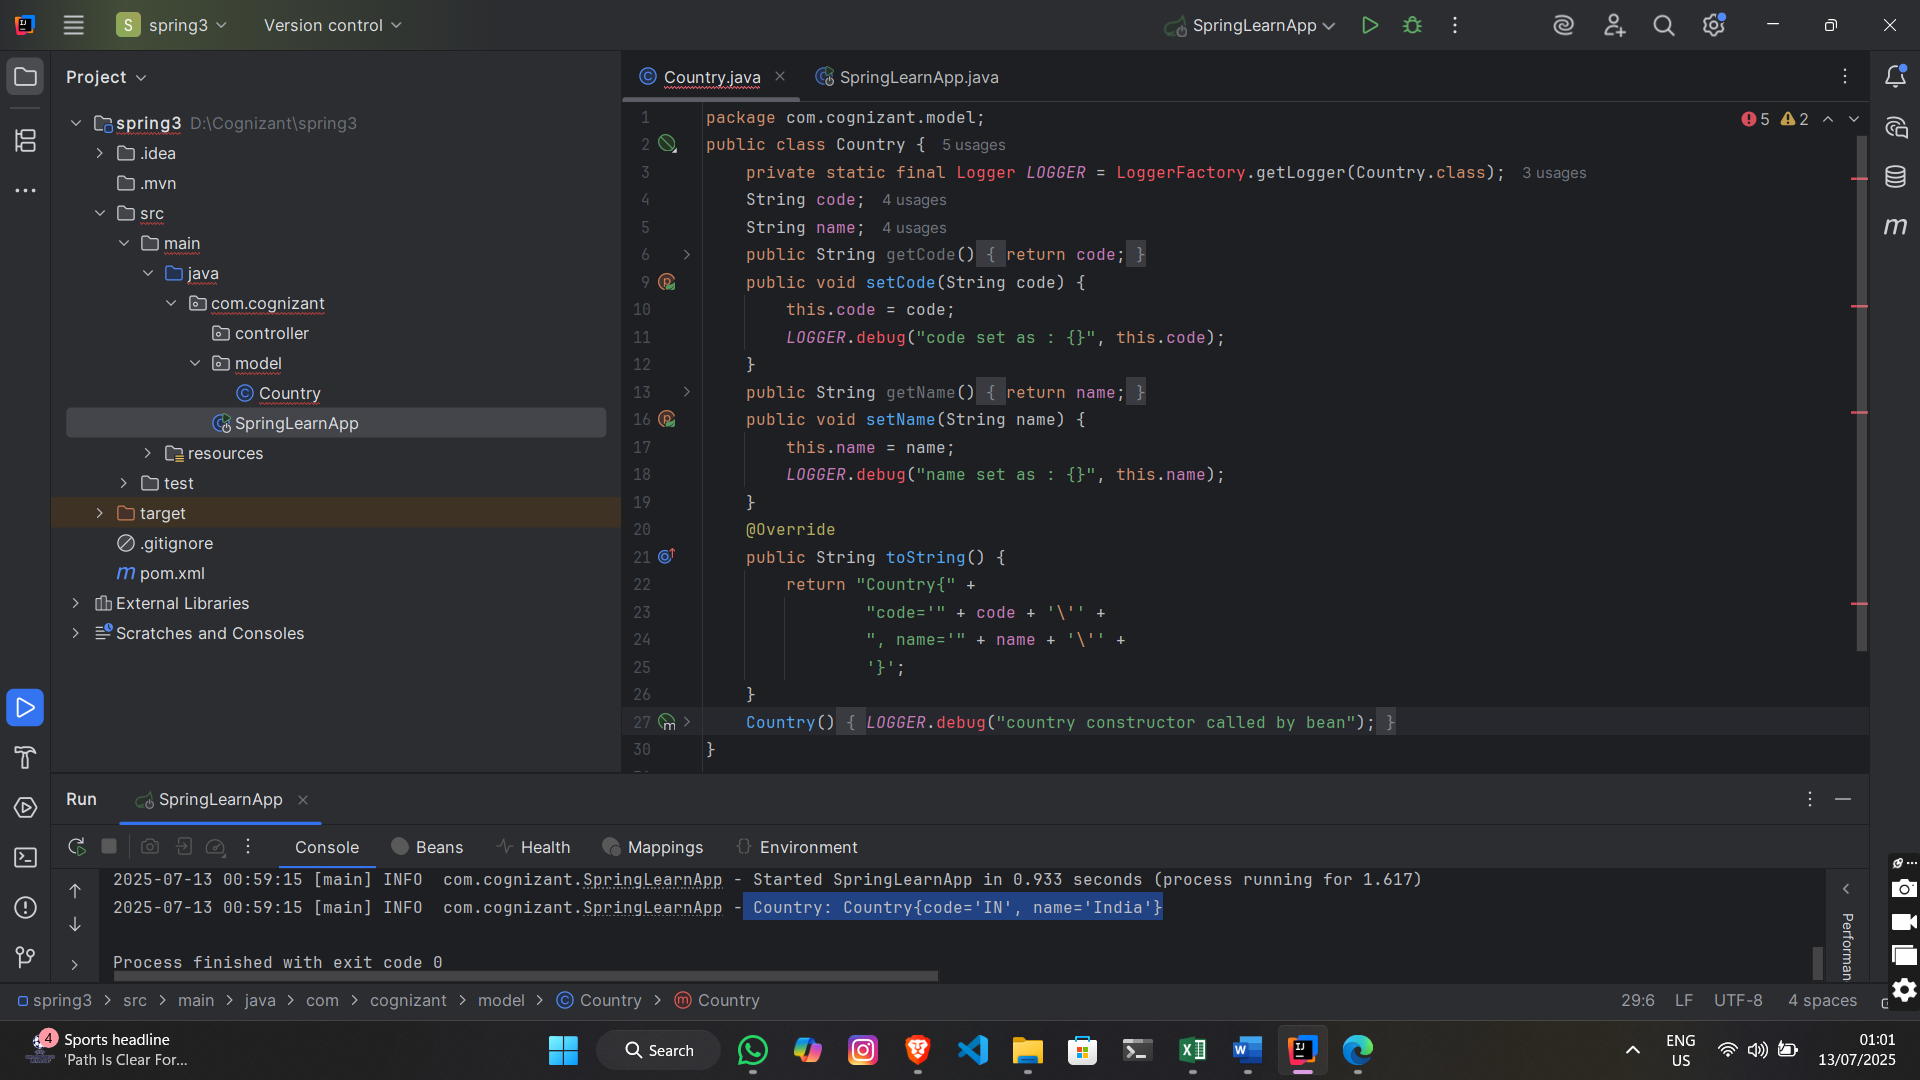 S spring3 Version control SpringLearnApp
Project
spring3 D:\Cognizant\spring3
.idea
.mvn
src
main
java
com.cognizant
controller
model
Country
SpringLearnApp
resources
test
target
.gitignore
m pom.xml
External Libraries
Scratches and Consoles
Country.java SpringLearnApp.java
5 2
1 package com.cognizant.model;
2 public class Country { 5 usages
3 private static final Logger LOGGER = LoggerFactory.getLogger(Country.class); 3 usages
4 String code; 4 usages
5 String name; 4 usages
6 public String getCode() { return code; }
9 public void setCode(String code) {
10 this.code = code;
11 LOGGER.debug("code set as : {}", this.code);
12 }
13 public String getName() { return name; }
16 public void setName(String name) {
17 this.name = name;
18 LOGGER.debug("name set as : {}", this.name);
19 }
20 @Override
21 public String toString() {
22 return "Country{" +
23 "code='" + code + '\'' +
24 ", name='" + name + '\'' +
25 '}';
26 }
27 Country() { LOGGER.debug("country constructor called by bean"); }
30 }
Run SpringLearnApp
Console Beans Health Mappings Environment
2025-07-13 00:59:15 [main] INFO com.cognizant.SpringLearnApp - Started SpringLearnApp in 0.933 seconds (process running for 1.617)
2025-07-13 00:59:15 [main] INFO com.cognizant.SpringLearnApp - Country: Country{code='IN', name='India'}
Process finished with exit code 0
Performan
spring3 > src > main > java > com > cognizant > model > Country > Country
29:6 LF UTF-8 4 spaces
4
Sports headline
'Path Is Clear For...
Search
ENG
US
01:01
13/07/2025